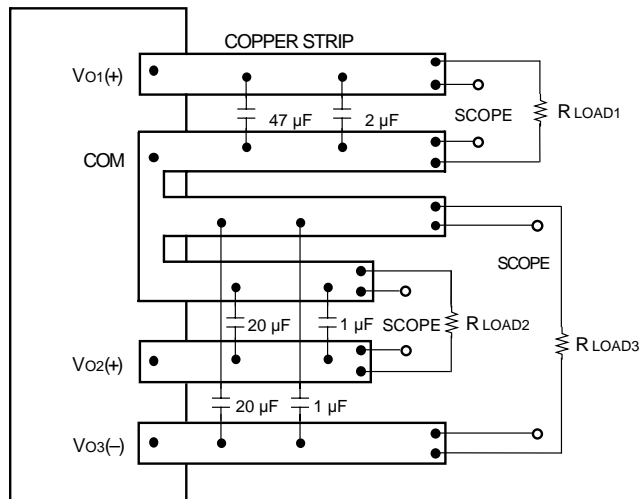 COPPER STRIP
VO1(+)
47 µF
2 µF
SCOPE
RLOAD1
COM
SCOPE
20 µF
1 µF
SCOPE
RLOAD2
RLOAD3
VO2(+)
20 µF
1 µF
VO3(–)